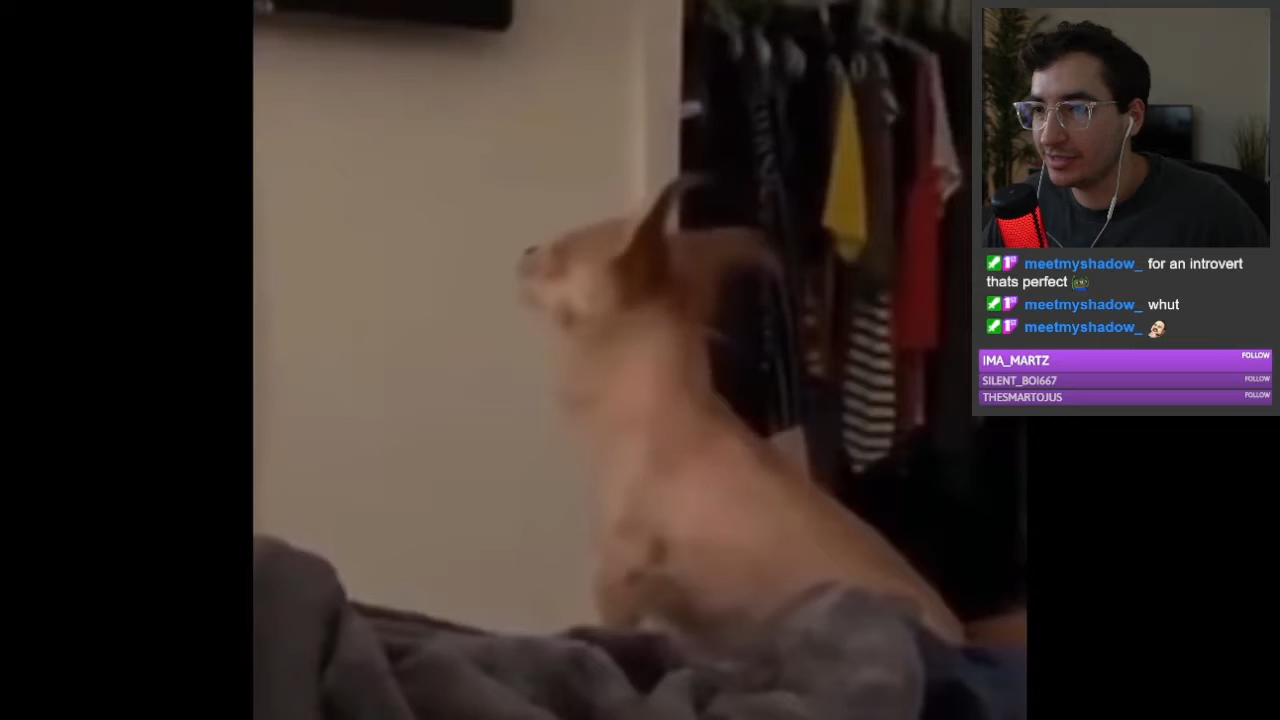 meetmyshadow_ for an introvert
thats perfect
meetmyshadow_ whut
meetmyshadow_
IMA_MARTZ FOLLOW
SILENT_BOI667 FOLLOW
THESMARTOJUS FOLLOW